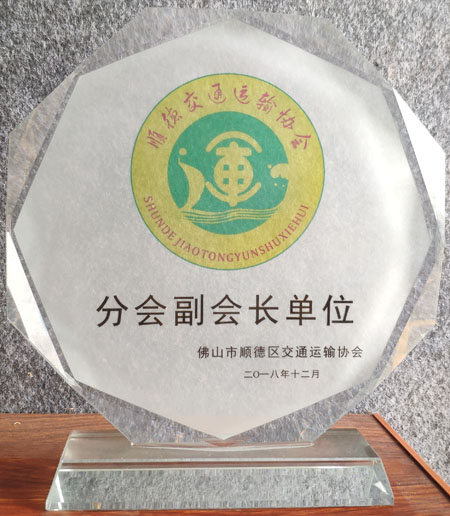 顺德交通运输协会
SHUNDE JIAOTONGYUNSHUXIEHUI
分会副会长单位
佛山市顺德区交通运输协会
二〇一八年十二月